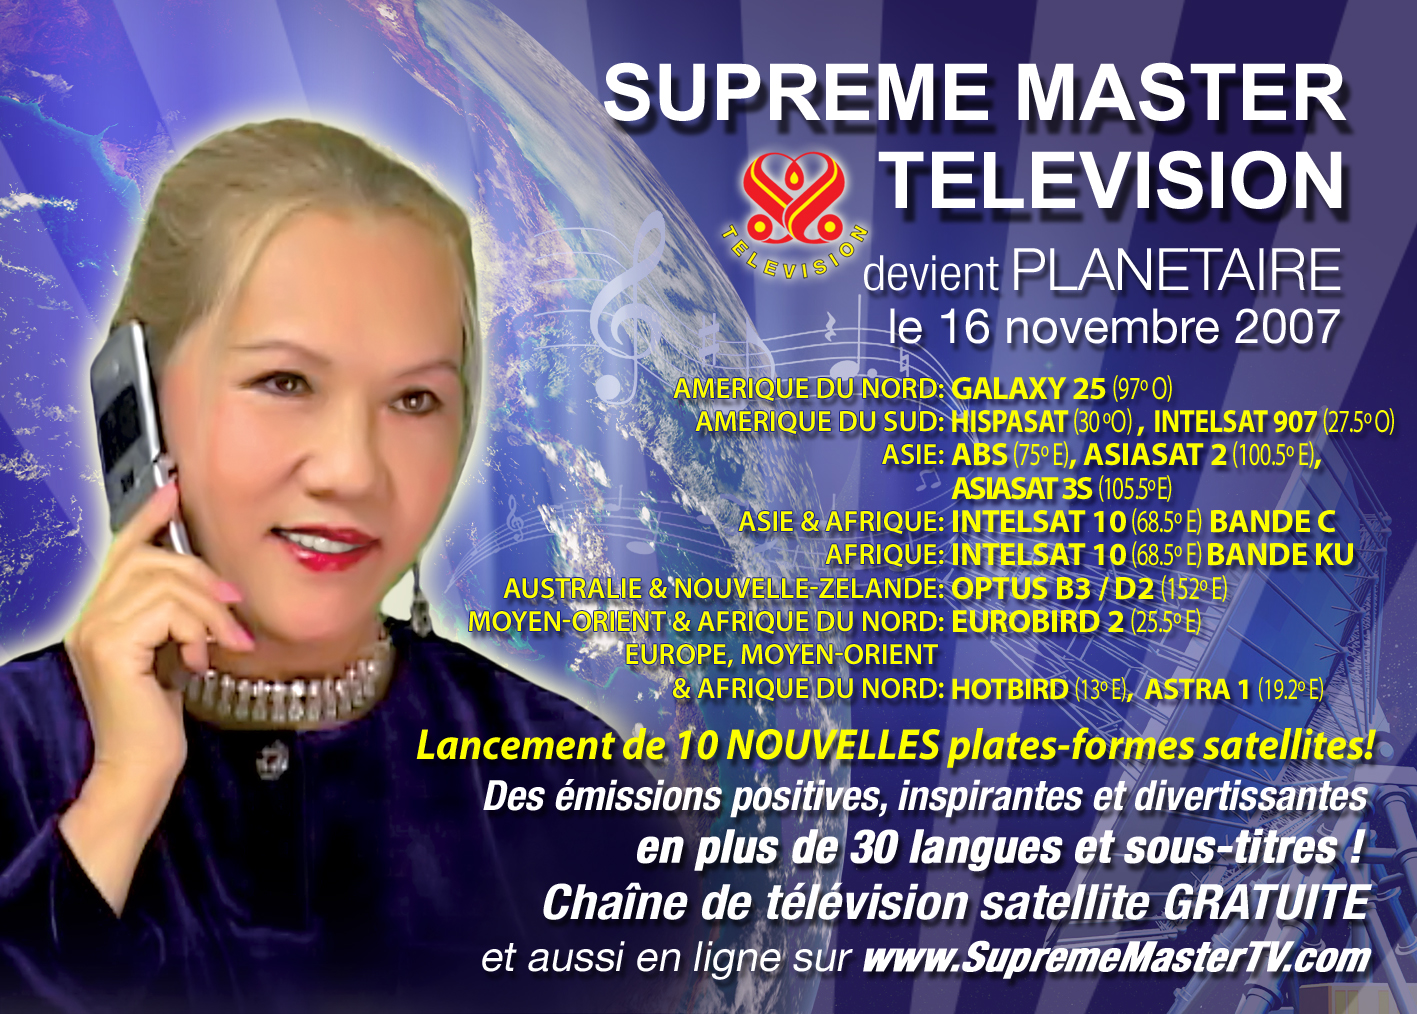 SUPREME MASTER
TELEVISION
TELEVISION
devient PLANETAIRE
le 16 novembre 2007
AMERIQUE DU NORD: GALAXY 25 (97º O)
AMERIQUE DU SUD: HISPASAT (30 ºO) , INTELSAT 907 (27.5º O)
ASIE: ABS (75º E), ASIASAT 2 (100.5º E),
ASIASAT 3S (105.5º E)
ASIE & AFRIQUE: INTELSAT 10 (68.5º E) BANDE C
AFRIQUE: INTELSAT 10 (68.5º E) BANDE KU
AUSTRALIE & NOUVELLE-ZELANDE: OPTUS B3 / D2 (152º E)
MOYEN-ORIENT & AFRIQUE DU NORD: EUROBIRD 2 (25.5º E)
EUROPE, MOYEN-ORIENT
& AFRIQUE DU NORD: HOTBIRD (13º E), ASTRA 1 (19.2º E)
Lancement de 10 NOUVELLES plates-formes satellites!
Des émissions positives, inspirantes et divertissantes
en plus de 30 langues et sous-titres !
Chaîne de télévision satellite GRATUITE
et aussi en ligne sur www.SupremeMasterTV.com